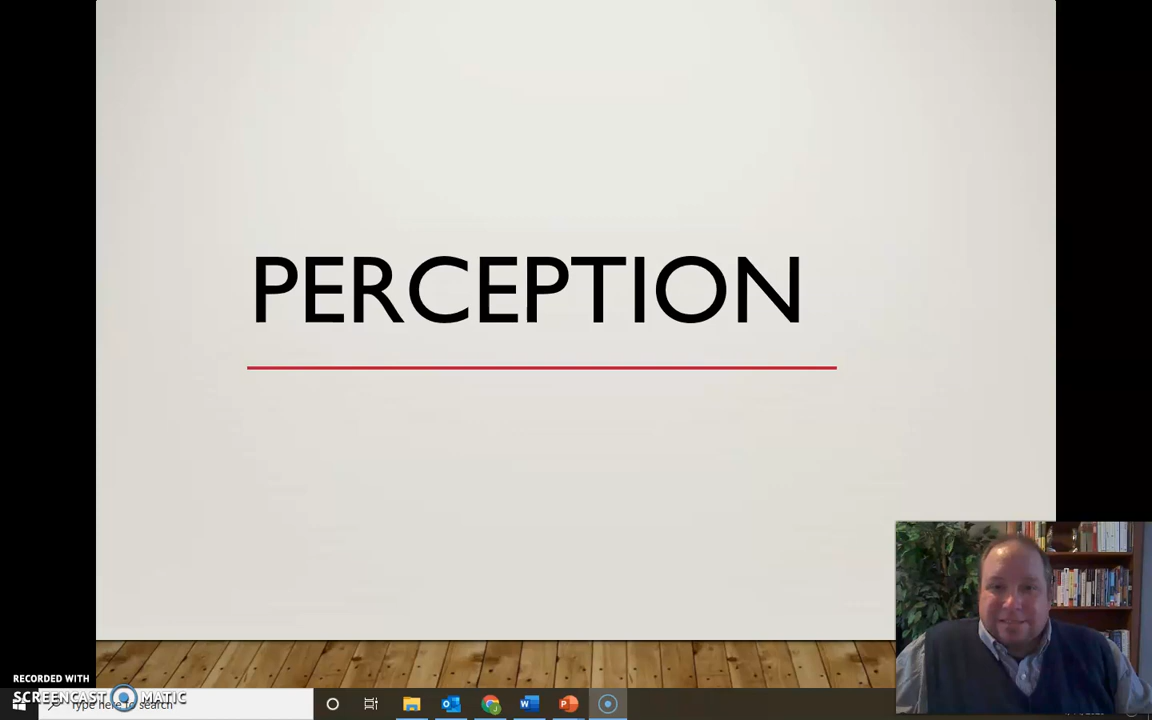 PERCEPTION
RECORDED WITH
SCREENCAST MATIC
Type here to search